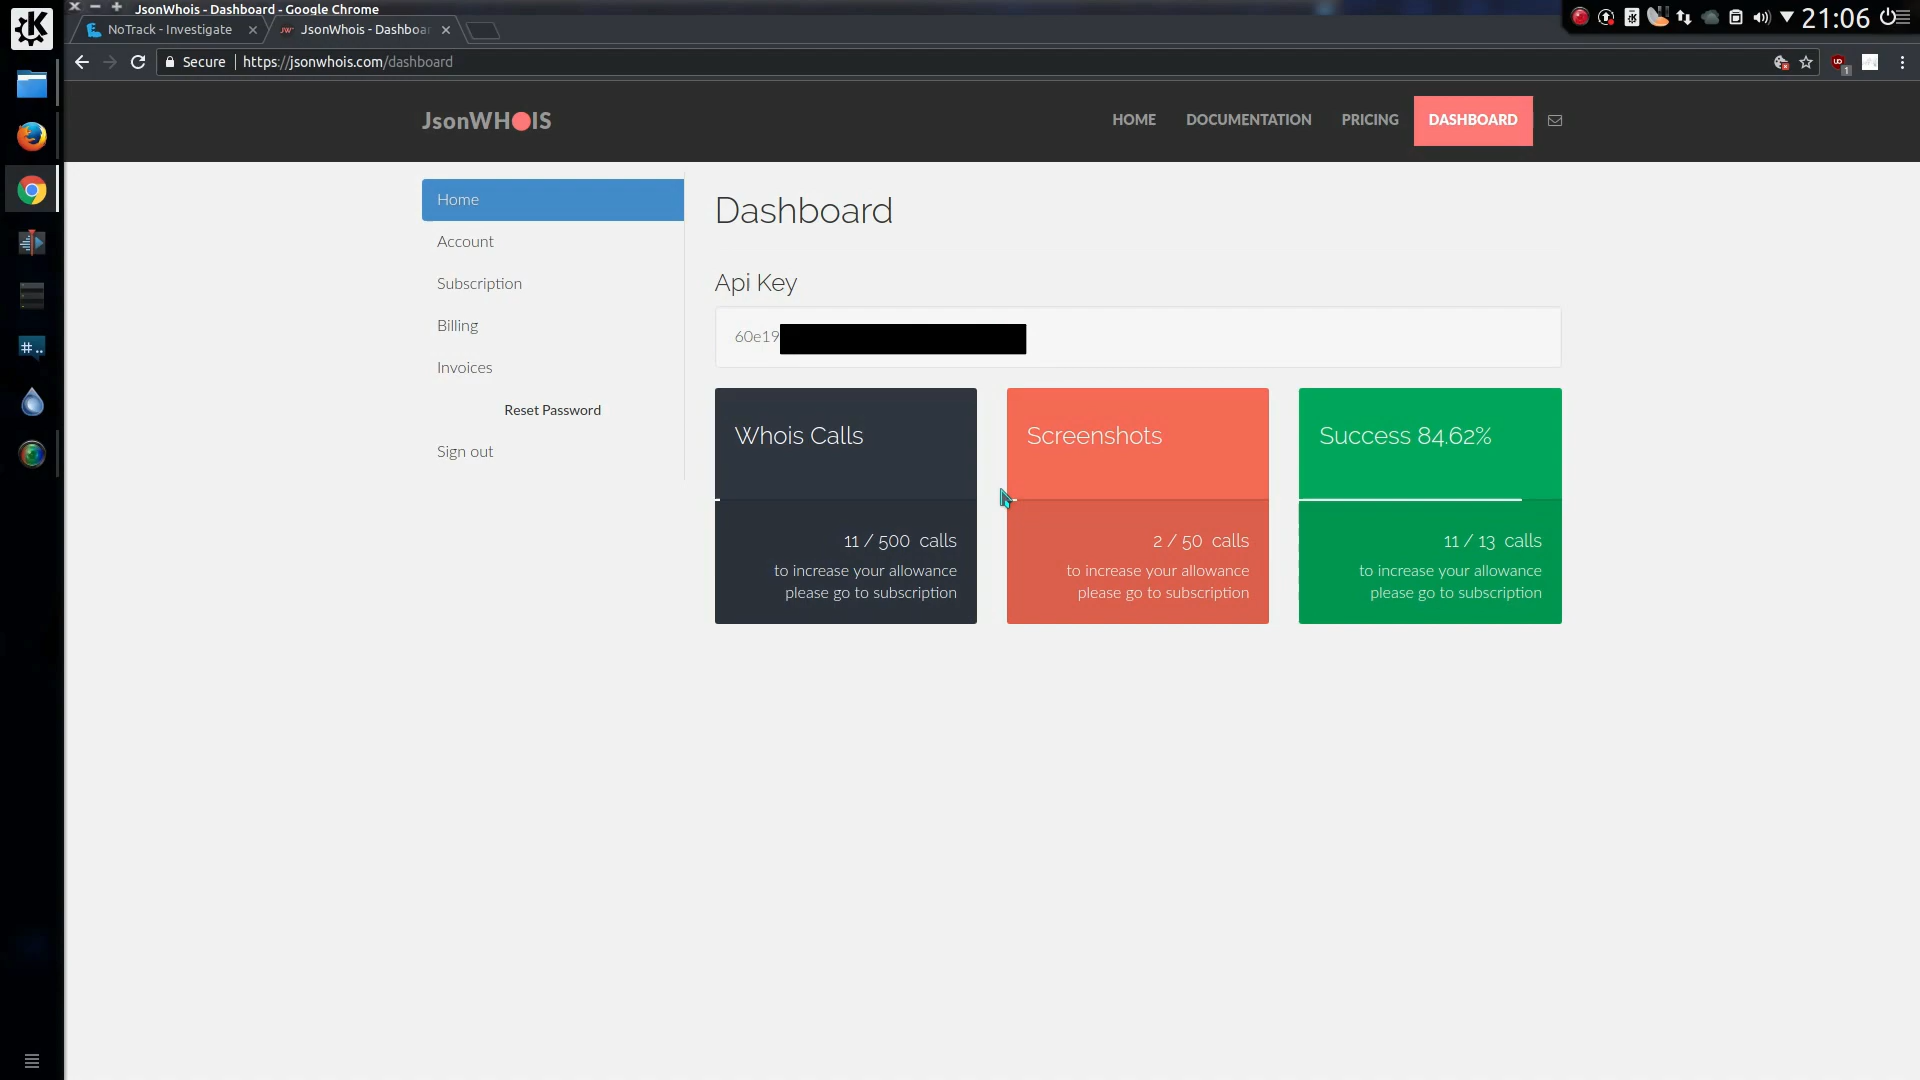 JsonWhois - Dashboard - Google Chrome
NoTrack - Investigate
JsonWhois - Dashboar
21:06
Secure
https://jsonwhois.com/dashboard
1
JsonWHOIS
HOME
DOCUMENTATION
PRICING
DASHBOARD
Home
Account
Subscription
Billing
Invoices
Reset Password
Sign out
Dashboard
Api Key
60e19
Whois Calls
11 / 500 calls
to increase your allowance
please go to subscription
Screenshots
2 / 50 calls
to increase your allowance
please go to subscription
Success 84.62%
11 / 13 calls
to increase your allowance
please go to subscription